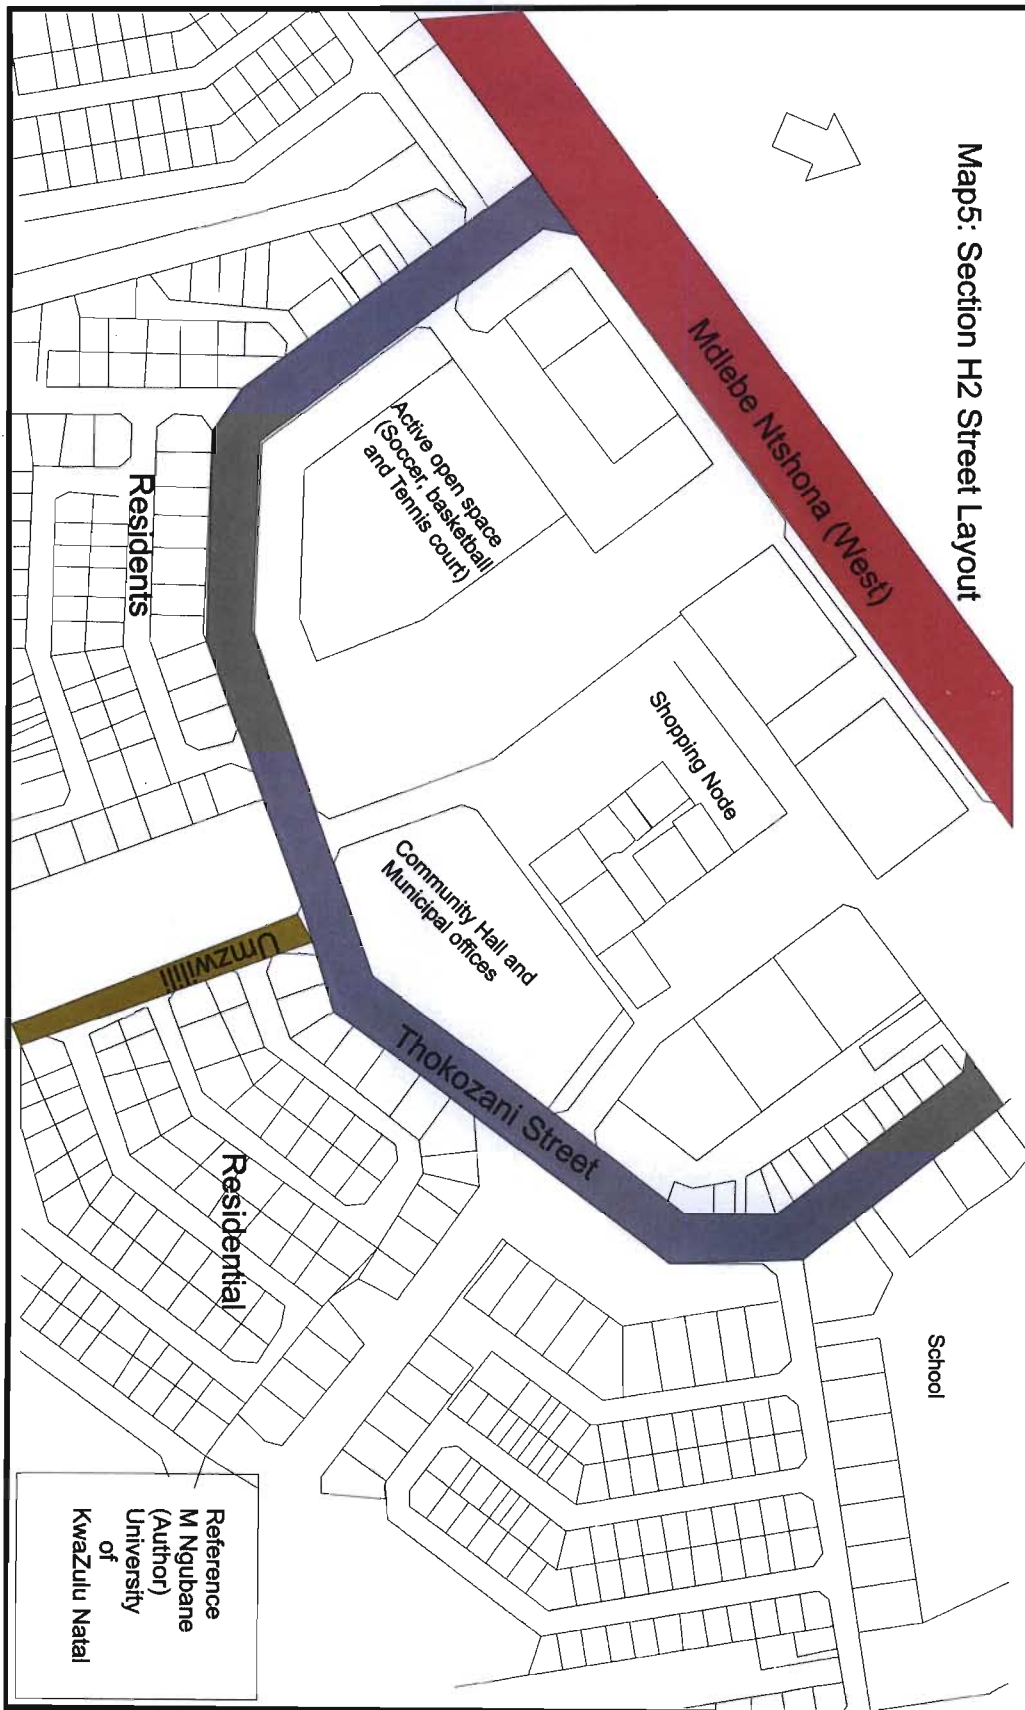 Map5: Section H2 Street Layout
Mdlebe Ntshona (West)
Active open space
(Soccer, basketball
and Tennis court)
Shopping Node
Residents
Community Hall and
Municipal offices
Umzwilili
Thokozani Street
Residential
School
Reference
M Ngubane
(Author)
University
of
KwaZulu Natal